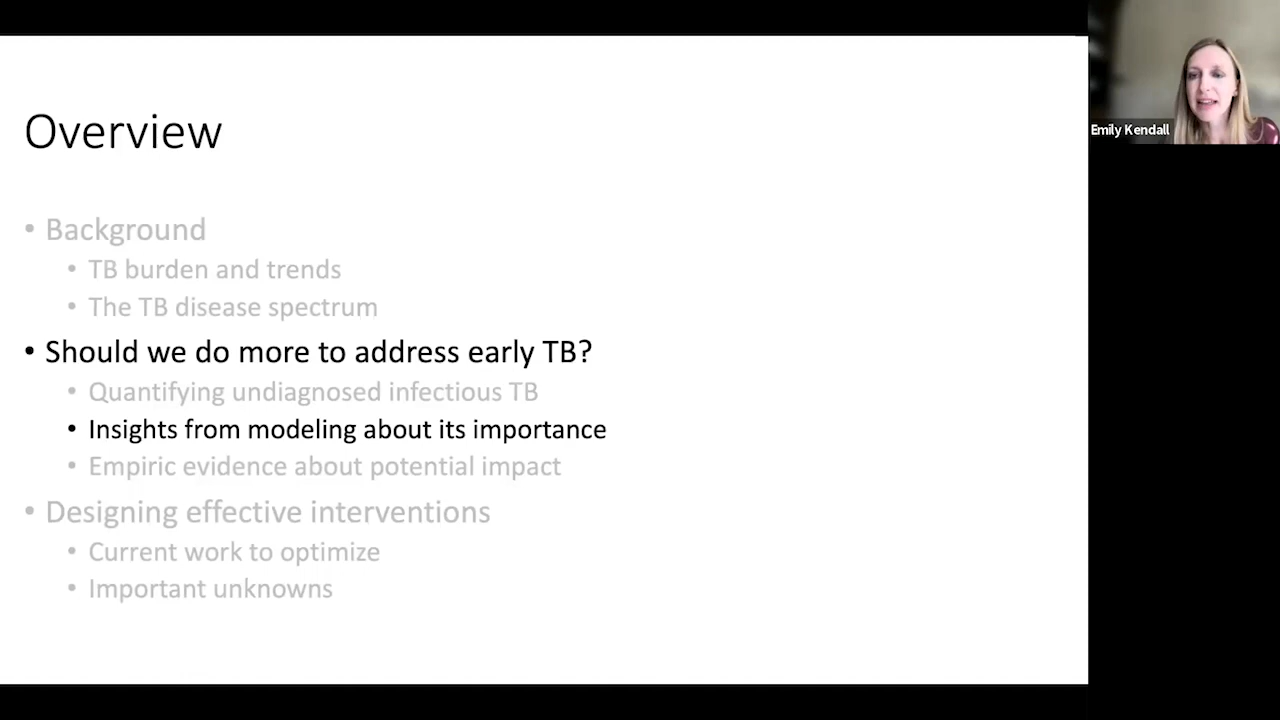 Overview
• Background
• TB burden and trends
• The TB disease spectrum
• Should we do more to address early TB?
• Quantifying undiagnosed infectious TB
• Insights from modeling about its importance
• Empiric evidence about potential impact
• Designing effective interventions
• Current work to optimize
• Important unknowns
Emily Kendall